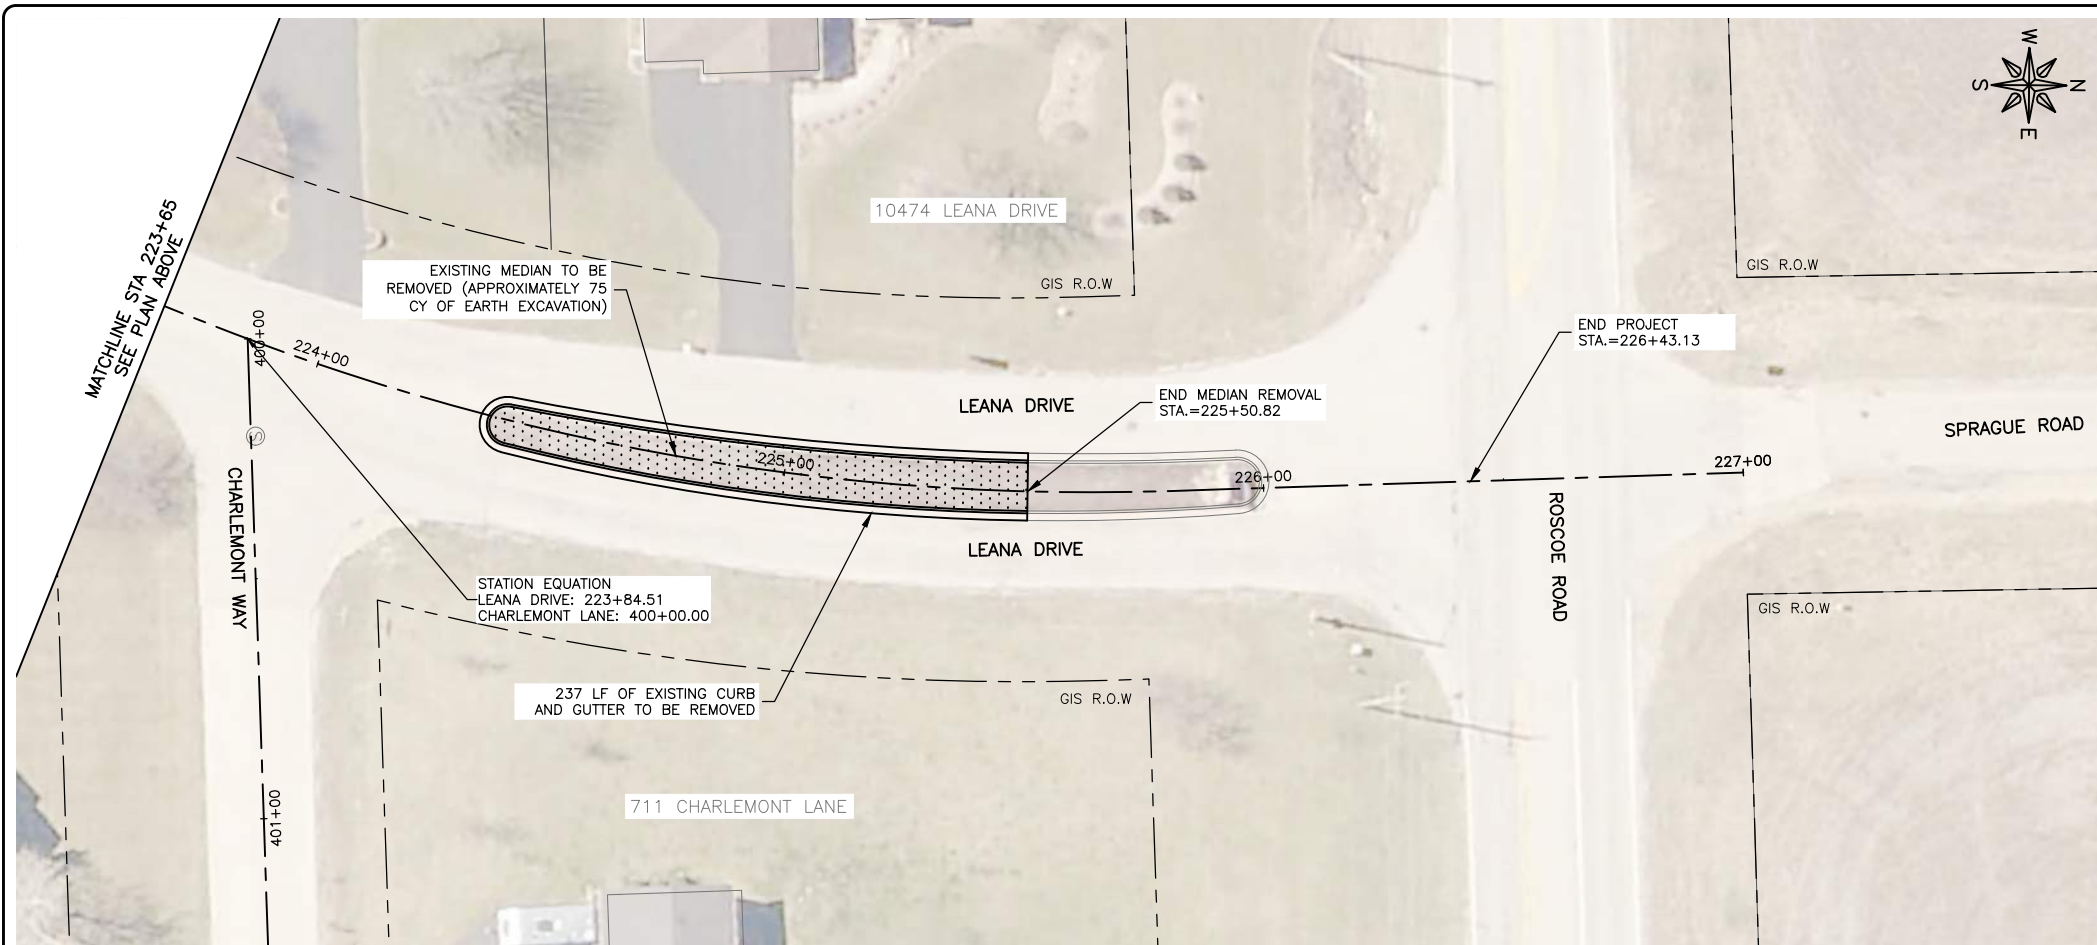 W
N
S
E
10474 LEANA DRIVE
MATCHLINE STA 223+65
SEE PLAN ABOVE
GIS R.O.W
GIS R.O.W
EXISTING MEDIAN TO BE
REMOVED (APPROXIMATELY 75
CY OF EARTH EXCAVATION)
400+00
224+00
END PROJECT
STA.=226+43.13
END MEDIAN REMOVAL
STA.=225+50.82
LEANA DRIVE
SPRAGUE ROAD
225+00
226+00
227+00
S
CHARLEMONT WAY
LEANA DRIVE
ROSCOE ROAD
STATION EQUATION
LEANA DRIVE: 223+84.51
CHARLEMONT LANE: 400+00.00
GIS R.O.W
237 LF OF EXISTING CURB
AND GUTTER TO BE REMOVED
GIS R.O.W
711 CHARLEMONT LANE
401+00